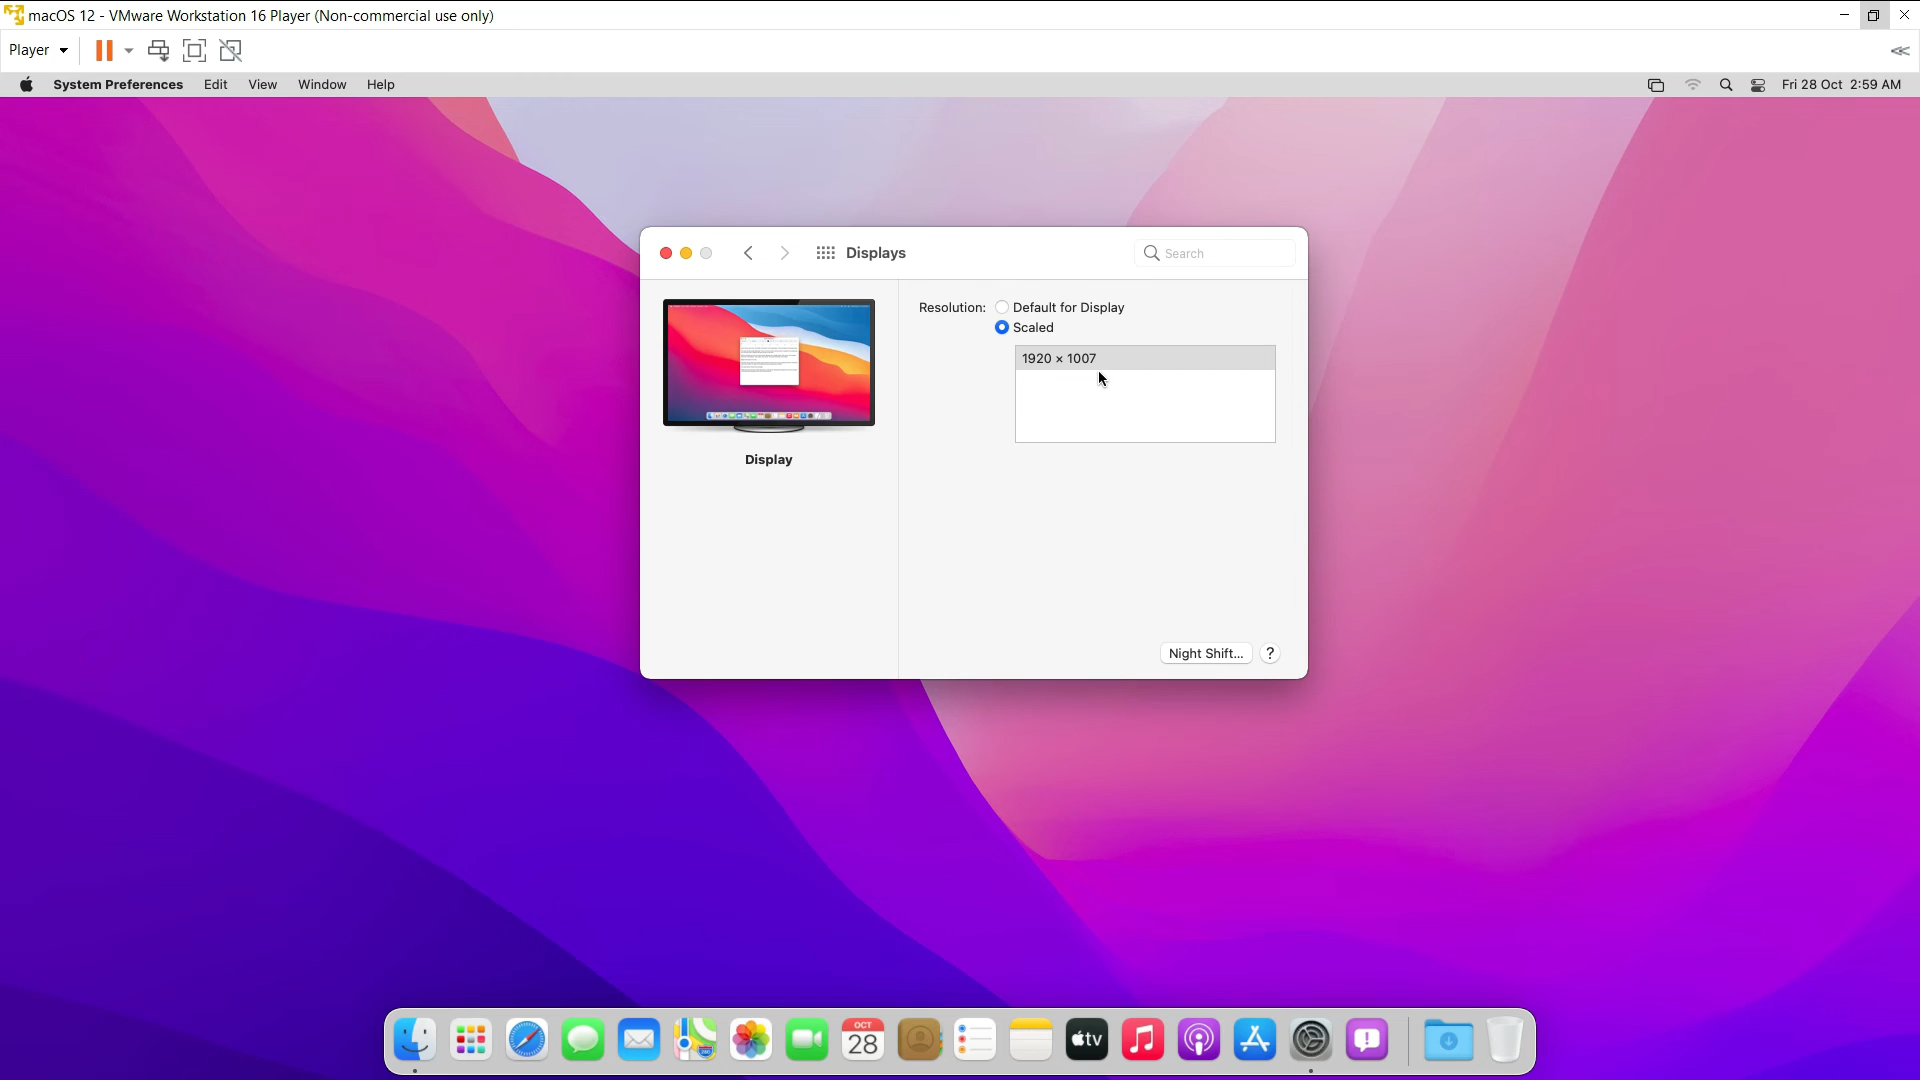 macOS 12 - VMware Workstation 16 Player (Non-commercial use only)
Player
System Preferences Edit View Window Help Fri 28 Oct 2:59 AM
Displays Search
Resolution: Default for Display
Scaled
1920 × 1007
Display
Night Shift... ?
OCT
28
tv